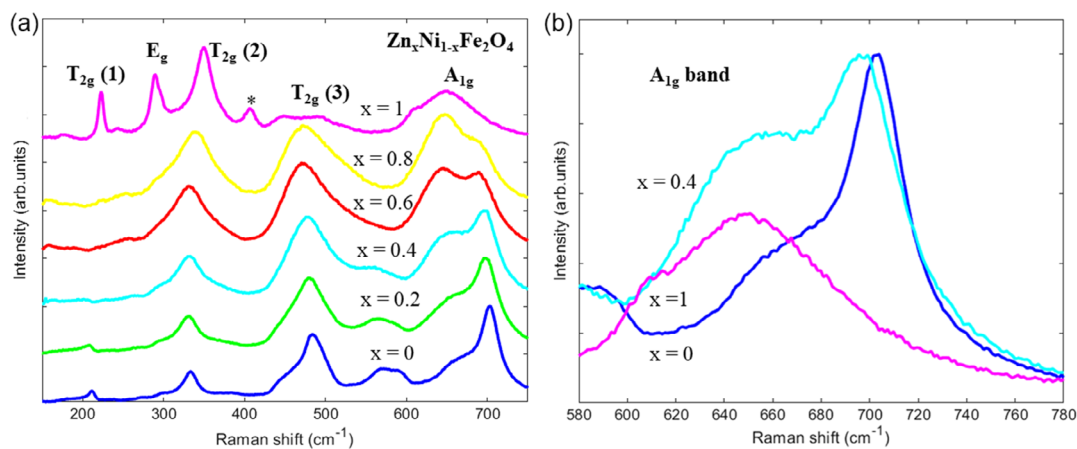 (a)
ZnxNi1-xFe2O4
T2g (1)
Eg
T2g (2)
*
T2g (3)
A1g
x = 1
x = 0.8
x = 0.6
x = 0.4
x = 0.2
x = 0
Intensity (arb.units)
200 300 400 500 600 700
Raman shift (cm-1)
(b)
A1g band
x = 0.4
x =1
x = 0
Intensity (arb.units)
580 600 620 640 660 680 700 720 740 760 780
Raman shift (cm-1)